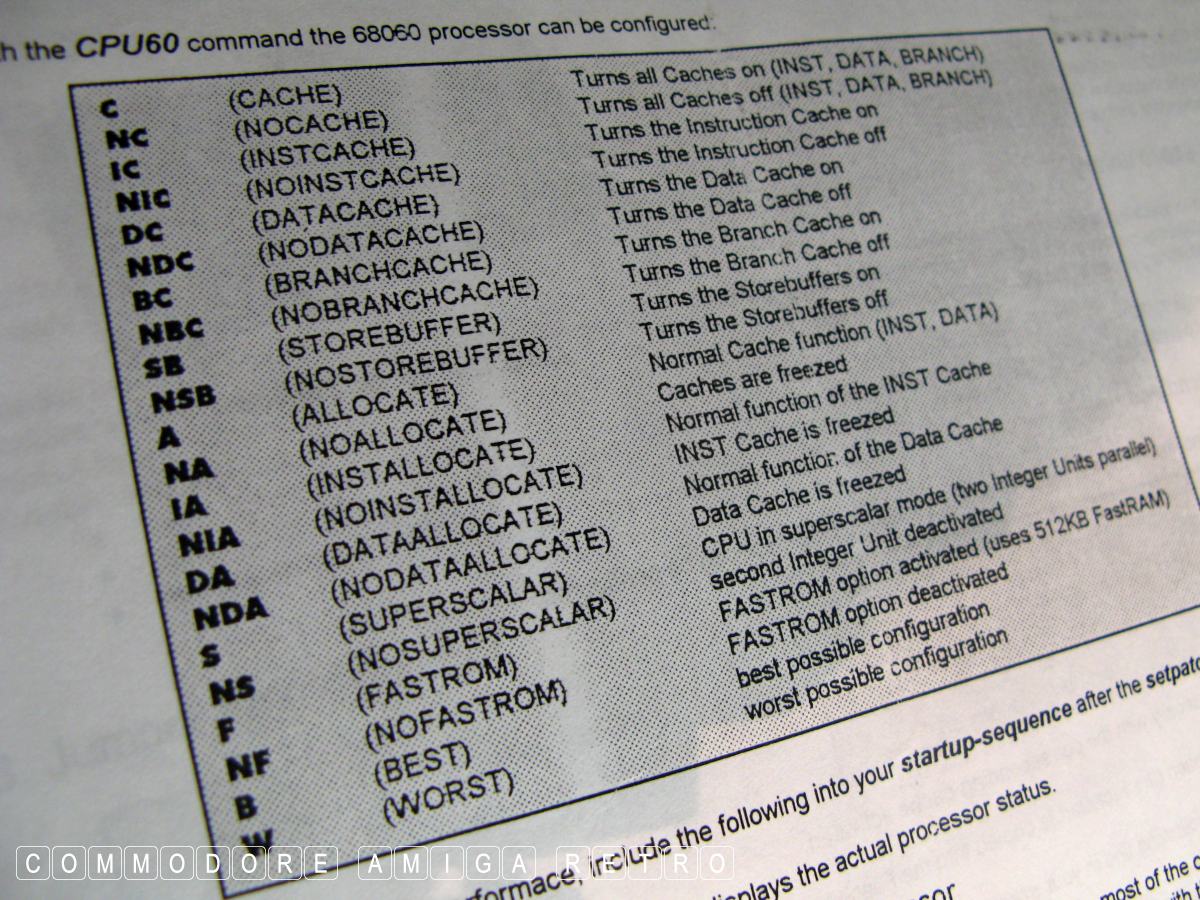 h the CPU60 command the 68060 processor can be configured:
C (CACHE) Turns all Caches on (INST, DATA, BRANCH)
NC (NOCACHE) Turns all Caches off (INST, DATA, BRANCH)
IC (INSTCACHE) Turns the Instruction Cache on
NIC (NOINSTCACHE) Turns the Instruction Cache off
DC (DATACACHE) Turns the Data Cache on
NDC (NODATACACHE) Turns the Data Cache off
BC (BRANCHCACHE) Turns the Branch Cache on
NBC (NOBRANCHCACHE) Turns the Branch Cache off
SB (STOREBUFFER) Turns the Storebuffers on
NSB (NOSTOREBUFFER) Turns the Storebuffers off
A (ALLOCATE) Normal Cache function (INST, DATA)
NA (NOALLOCATE) Caches are freezed
IA (INSTALLOCATE) Normal function of the INST Cache
NIA (NOINSTALLOCATE) INST Cache is freezed
DA (DATAALLOCATE) Normal function of the Data Cache
NDA (NODATAALLOCATE) Data Cache is freezed
S (SUPERSCALAR) CPU in superscalar mode (two Integer Units parallel)
NS (NOSUPERSCALAR) second Integer Unit deactivated
F (FASTROM) FASTROM option activated (uses 512KB FastRAM)
NF (NOFASTROM) FASTROM option deactivated
B (BEST) best possible configuration
W (WORST) worst possible configuration
formace, include the following into your startup-sequence after the setpatc
displays the actual processor status.
most of the c
COMMODORE AMIGA RETRO